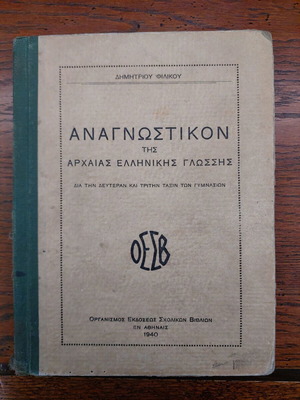 ΔΗΜΗΤΡΙΟΥ ΦΙΛΙΚΟΥ
ΑΝΑΓΝΩΣΤΙΚΟΝ
ΤΗΣ
ΑΡΧΑΙΑΣ ΕΛΛΗΝΙΚΗΣ ΓΛΩΣΣΗΣ
ΔΙΑ ΤΗΝ ΔΕΥΤΕΡΑΝ ΚΑΙ ΤΡΙΤΗΝ ΤΑΞΙΝ ΤΩΝ ΓΥΜΝΑΣΙΩΝ
ΟΕΣΒ
ΟΡΓΑΝΙΣΜΟΣ ΕΚΔΟΣΕΩΣ ΣΧΟΛΙΚΩΝ ΒΙΒΛΙΩΝ
ΕΝ ΑΘΗΝΑΙΣ
1940